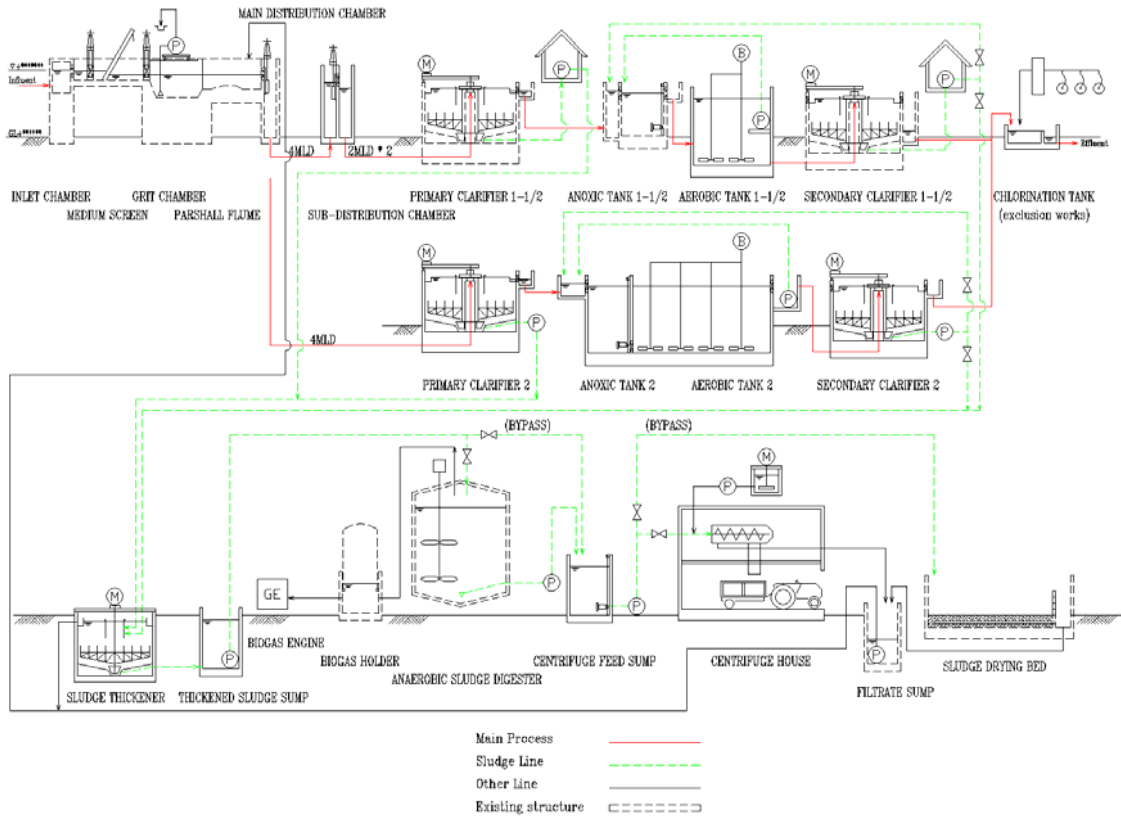 MAIN DISTRIBUTION CHAMBER
P
M
P
B
P
M
P
Influent
4MLD
2MLD * 2
Effluent
INLET CHAMBER
GRIT CHAMBER
PRIMARY CLARIFIER 1-1/2
ANOXIC TANK 1-1/2
AEROBIC TANK 1-1/2
SECONDARY CLARIFIER 1-1/2
CHLORINATION TANK
MEDIUM SCREEN
PARSHALL FLUME
SUB-DISTRIBUTION CHAMBER
(exclusion works)
M
B
M
P
P
P
4MLD
PRIMARY CLARIFIER 2
ANOXIC TANK 2
AEROBIC TANK 2
SECONDARY CLARIFIER 2
(BYPASS)
(BYPASS)
M
P
P
P
GE
M
P
P
BIOGAS ENGINE
BIOGAS HOLDER
ANAEROBIC SLUDGE DIGESTER
CENTRIFUGE FEED SUMP
CENTRIFUGE HOUSE
SLUDGE DRYING BED
SLUDGE THICKENER
THICKENED SLUDGE SUMP
FILTRATE SUMP
Main Process
Sludge Line
Other Line
Existing structure